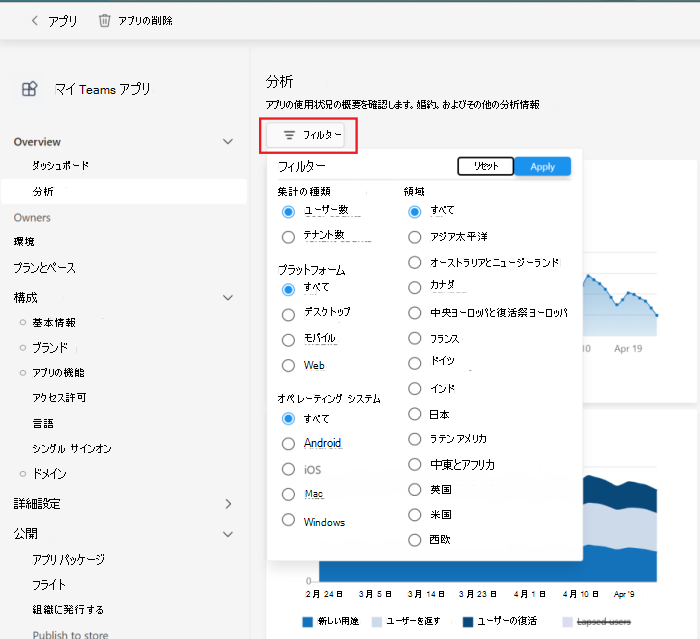 アプリ
アプリの削除
マイ Teams アプリ
Overview
ダッシュボード
分析
Owners
環境
プランとペース
構成
基本情報
ブランド
アプリの機能
アクセス許可
言語
シングル サインオン
ドメイン
詳細設定
公開
アプリ パッケージ
フライト
組織に発行する
Publish to store
分析
アプリの使用状況の概要を確認します。婚約。およびその他の分析情報
フィルター
フィルター
リセット
Apply
集計の種類
ユーザー数
テナント数
プラットフォーム
すべて
デスクトップ
モバイル
Web
オペレーティング システム
すべて
Android
iOS
Mac
Windows
領域
すべて
アジア太平洋
オーストラリアとニュージーランド
カナダ
中央ヨーロッパと復活祭ヨーロッパ
フランス
ドイツ
インド
日本
ラテン アメリカ
中東とアフリカ
英国
米国
西欧
10 Apr 19
0
2 月 24 日 3 月 5 日 3 月 14 日 3 月 23 日 4 月 1 日 4 月 10 日 Apr '9
新しい用途 ユーザーを返す ユーザーの復活 Lapsed users